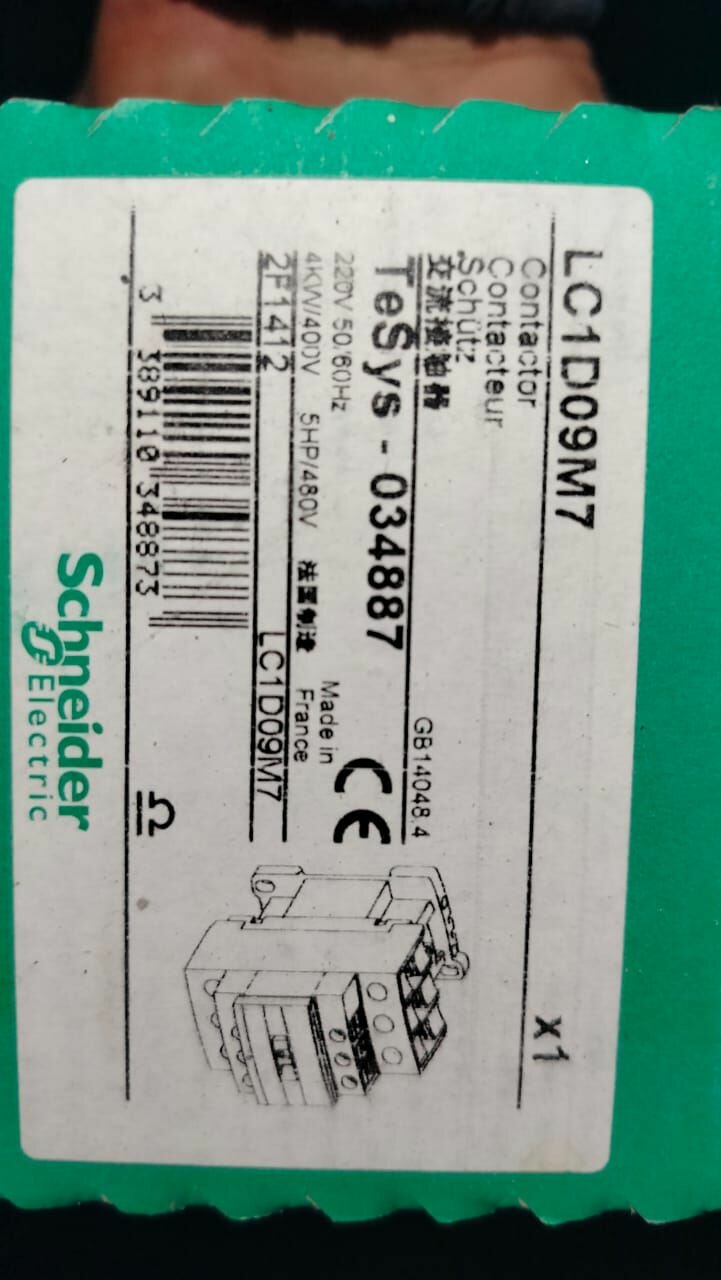 LC1D09M7
Contactor
Contacteur
Schütz
x1
交流接触器
GB14048.4
TeSys - 034887
CE
220V 50/60Hz
Made in
4KW/400V 5HP/480V 法国制造 France
2F1412 LC1D09M7
3 389110 348873
Ω
Schneider
Electric